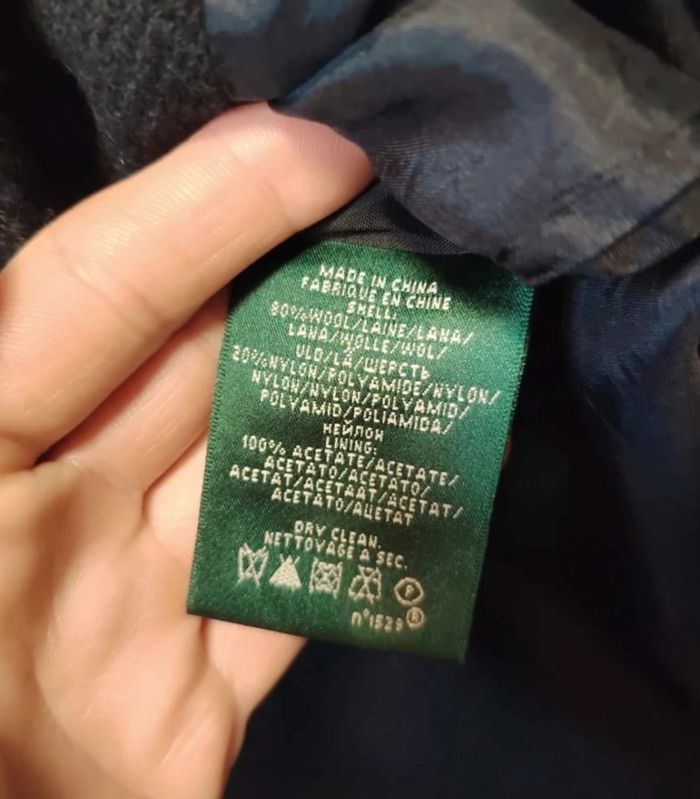 MADE IN CHINA
FABRIQUE EN CHINE
SHELL:
80%WOOL/LAINE/LANA/
LANA/WOLLE/WOL/
ULD/LÃ/ШЕРСТЬ
20%NYLON/POLYAMIDE/NYLON/
NYLON/NYLON/POLYAMID/
POLYAMID/POLIAMIDA/
НЕЙЛОН
LINING:
100% ACETATE/ACETATE/
ACETATO/ACETATO/
ACETAT/ACETAAT/ACETAT/
ACETATO/АЦЕТАТ
DRY CLEAN.
NETTOYAGE A SEC.
P
n°1529 ®